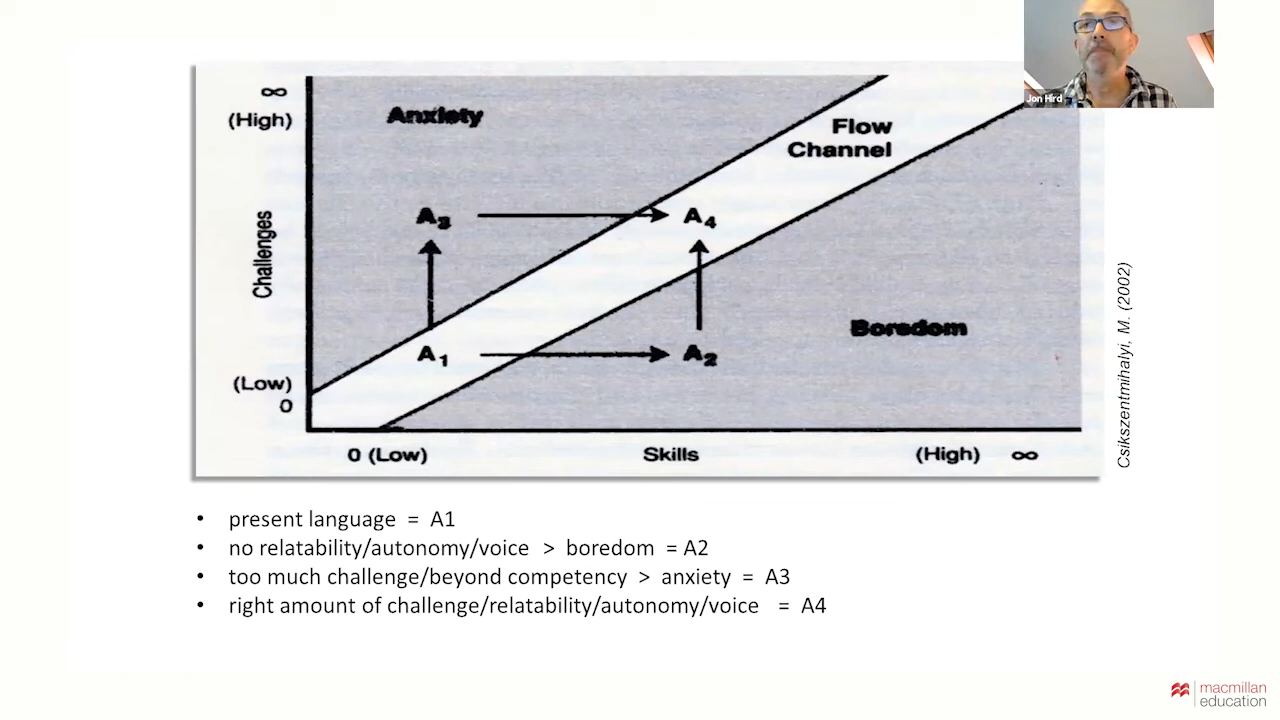 Jon Hird
∞
(High)
Anxiety
Flow
Channel
A3
A4
Challenges
Boredom
A1
A2
(Low)
0
0 (Low)
Skills
(High) ∞
Csikszentmihalyi, M. (2002)
• present language = A1
• no relatability/autonomy/voice > boredom = A2
• too much challenge/beyond competency > anxiety = A3
• right amount of challenge/relatability/autonomy/voice = A4
macmillan
education